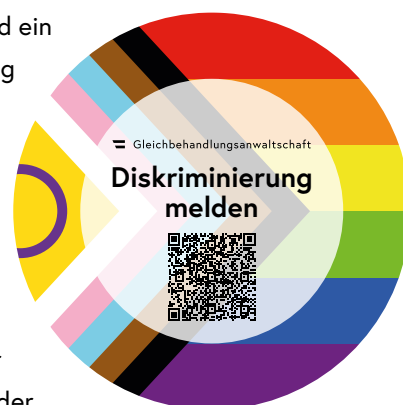 d ein
g
Gleichbehandlungsanwaltschaft
Diskriminierung
melden
der